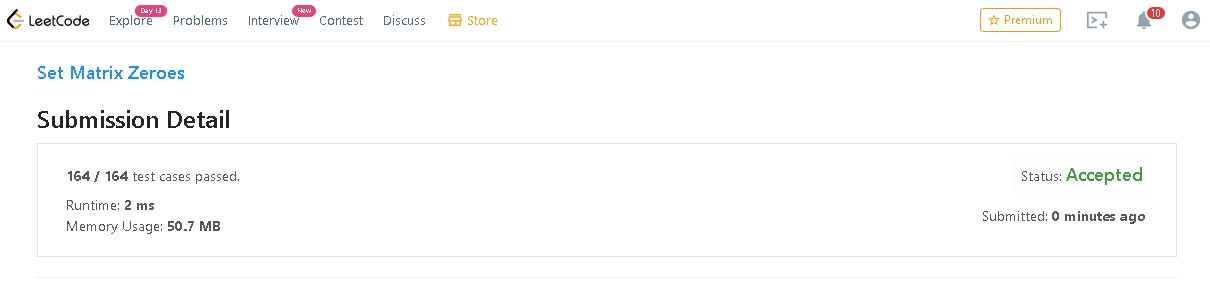 LeetCode Explore Day 13 Problems Interview New Contest Discuss Store Premium 10
Set Matrix Zeroes
Submission Detail
164 / 164 test cases passed.
Status: Accepted
Runtime: 2 ms
Submitted: 0 minutes ago
Memory Usage: 50.7 MB